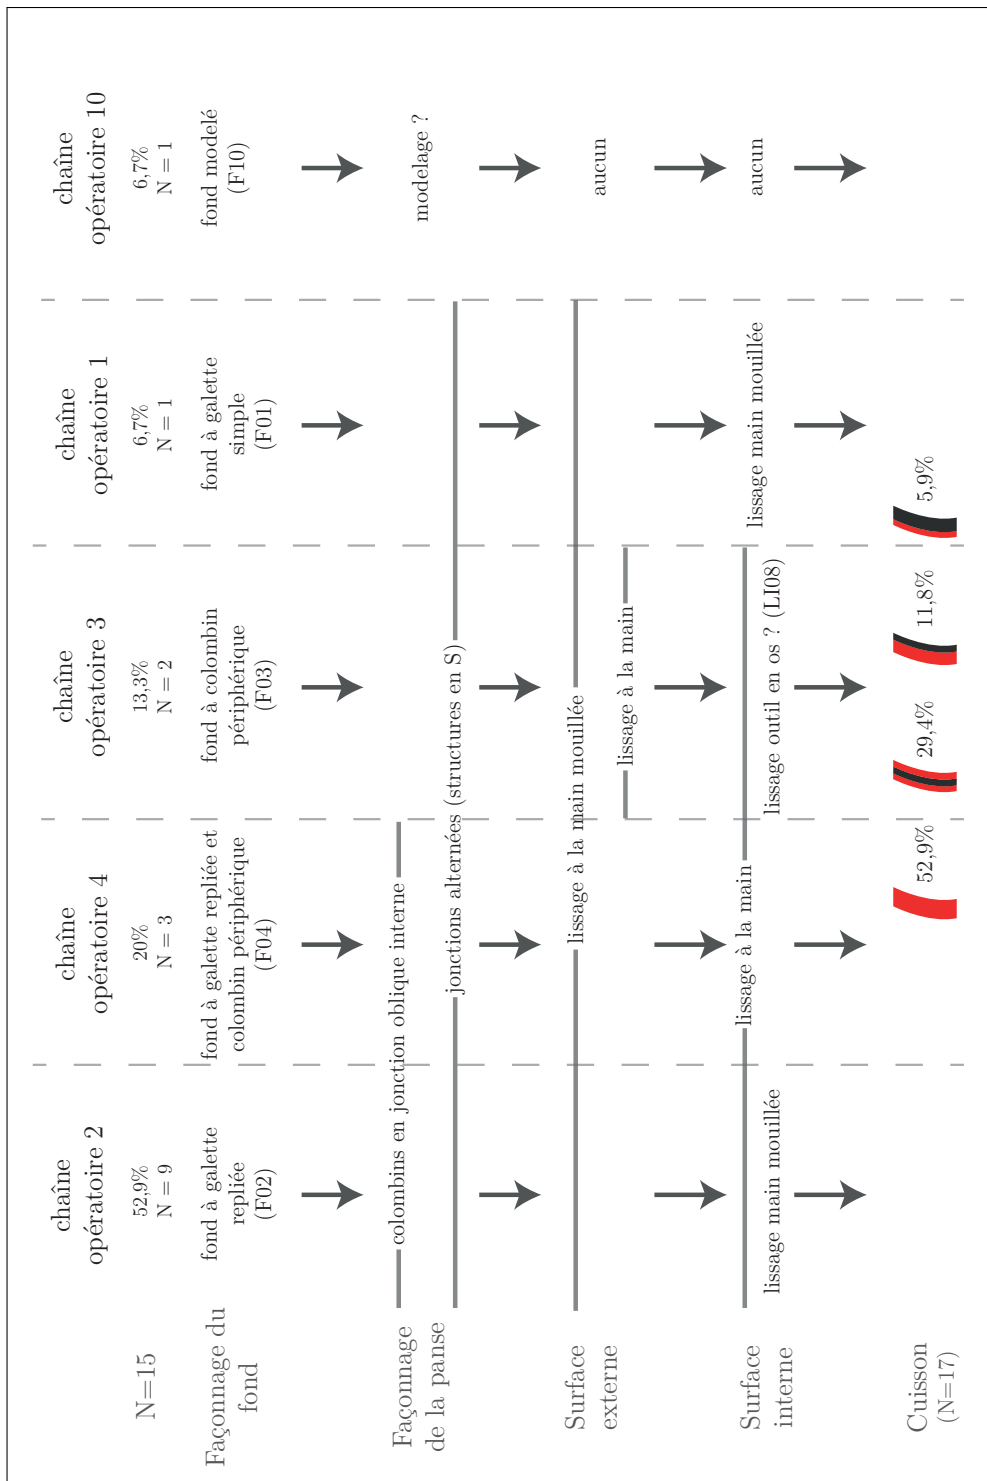 chaîne
opératoire 2
52,9%
N = 9
fond à galette
repliée
(F02)
chaîne
opératoire 4
20%
N = 3
fond à galette repliée et
colombin périphérique
(F04)
chaîne
opératoire 3
13,3%
N = 2
fond à colombin
périphérique
(F03)
chaîne
opératoire 1
6,7%
N = 1
fond à galette
simple
(F01)
chaîne
opératoire 10
6,7%
N = 1
fond modelé
(F10)
N=15
Façonnage du
fond
Façonnage
de la panse
colombins en jonction oblique interne
jonctions alternées (structures en S)
modelage ?
Surface
externe
lissage à la main mouillée
lissage à la main
aucun
Surface
interne
lissage à la main
lissage main mouillée
lissage outil en os ? (LI08)
lissage main mouillée
aucun
Cuisson
(N=17)
52,9%
29,4%
11,8%
5,9%